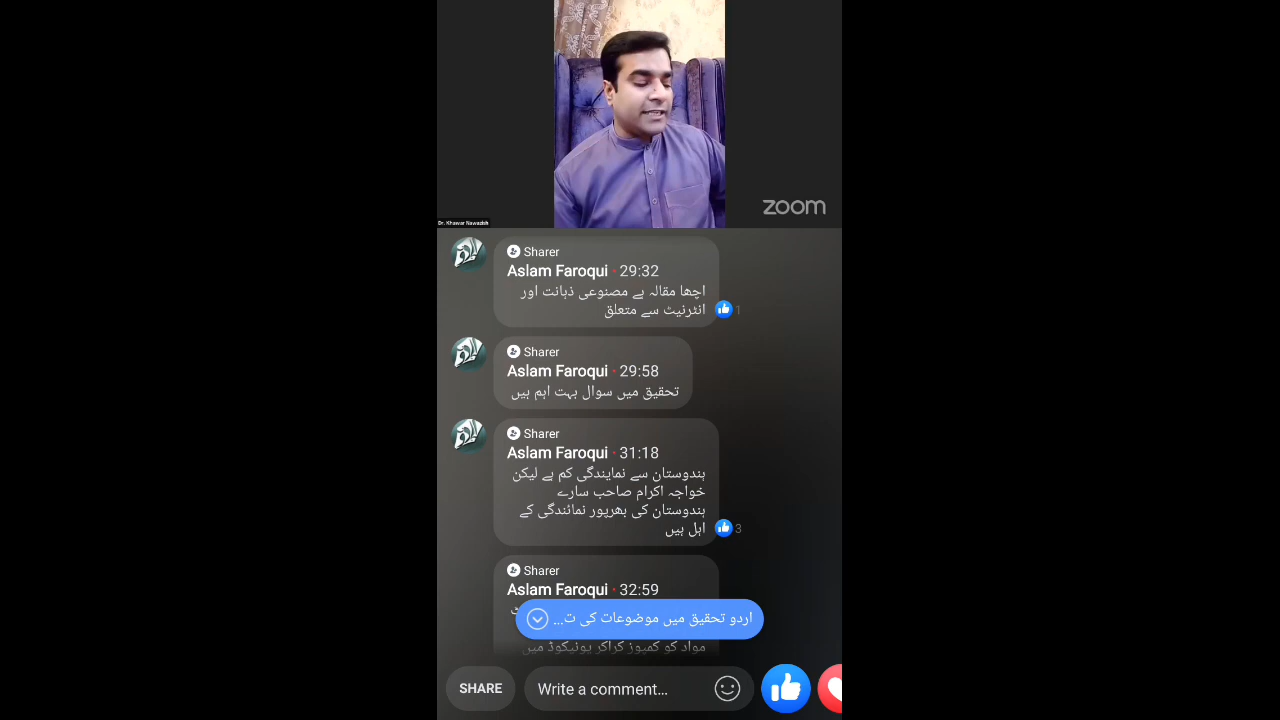 zoom
Dr. Khawar Nawazish
Sharer
Aslam Faroqui • 29:32
اچھا مقالہ ہے مصنوعی ذہانت اور
انٹرنیٹ سے متعلق
1
Sharer
Aslam Faroqui • 29:58
تحقیق میں سوال بہت اہم ہیں
Sharer
Aslam Faroqui • 31:18
ہندوستان سے نمایندگی کم ہے لیکن
خواجہ اکرام صاحب سارے
ہندوستان کی بھرپور نمائندگی کے
اہل ہیں
3
Sharer
Aslam Faroqui • 32:59
اردو تحقیق میں موضوعات کی ت...
مواد کو کمپوز کراکر یونیکوڈ میں
SHARE
Write a comment...